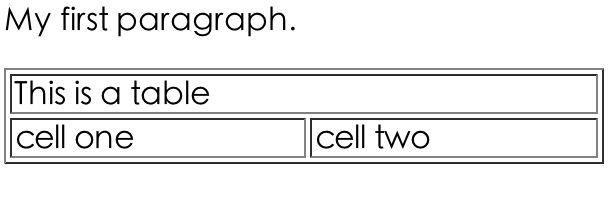 My first paragraph.
This is a table
cell one
cell two